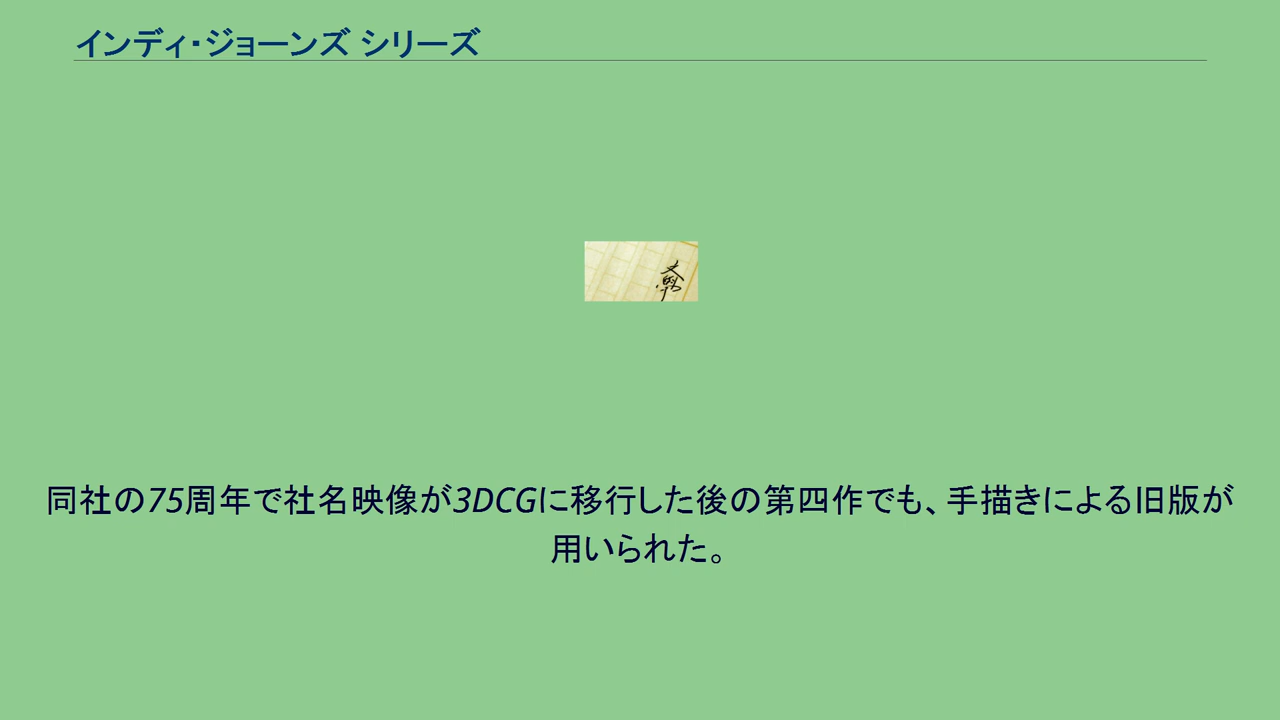 インディ・ジョーンズ シリーズ
同社の75周年で社名映像が3DCGに移行した後の第四作でも、手描きによる旧版が
用いられた。